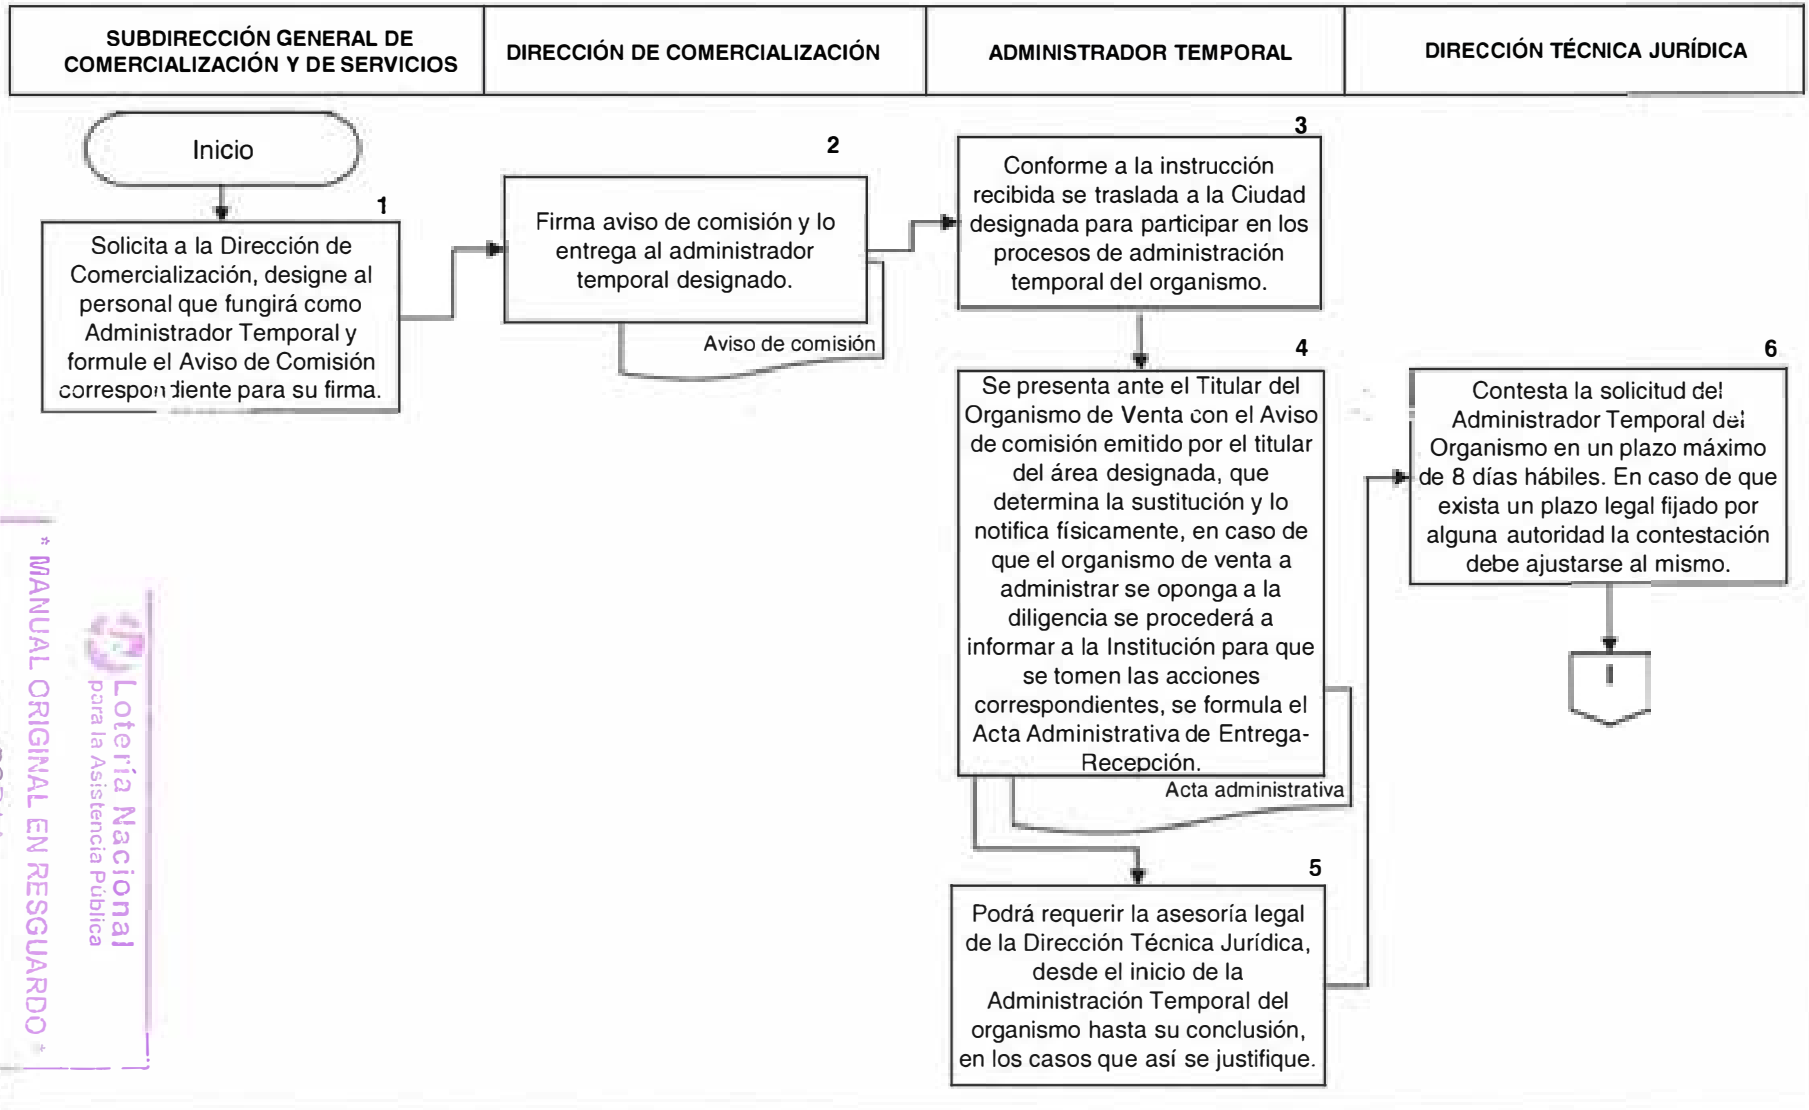 SUBDIRECCIÓN GENERAL DE
COMERCIALIZACIÓN Y DE SERVICIOS
DIRECCIÓN DE COMERCIALIZACIÓN
ADMINISTRADOR TEMPORAL
DIRECCIÓN TÉCNICA JURÍDICA
Inicio
1
Solicita a la Dirección de
Comercialización, designe al
personal que fungirá como
Administrador Temporal y
formule el Aviso de Comisión
correspondiente para su firma.
2
Firma aviso de comisión y lo
entrega al administrador
temporal designado.
Aviso de comisión
3
Conforme a la instrucción
recibida se traslada a la Ciudad
designada para participar en los
procesos de administración
temporal del organismo.
4
Se presenta ante el Titular del
Organismo de Venta con el Aviso
de comisión emitido por el titular
del área designada, que
determina la sustitución y lo
notifica físicamente, en caso de
que el organismo de venta a
administrar se oponga a la
diligencia se procederá a
informar a la Institución para que
se tomen las acciones
correspondientes, se formula el
Acta Administrativa de Entrega-
Recepción.
Acta administrativa
5
Podrá requerir la asesoría legal
de la Dirección Técnica Jurídica,
desde el inicio de la
Administración Temporal del
organismo hasta su conclusión,
en los casos que así se justifique.
6
Contesta la solicitud del
Administrador Temporal del
Organismo en un plazo máximo
de 8 días hábiles. En caso de que
exista un plazo legal fijado por
alguna autoridad la contestación
debe ajustarse al mismo.
I
Lotería Nacional
para la Asistencia Pública
* MANUAL ORIGINAL EN RESGUARDO *